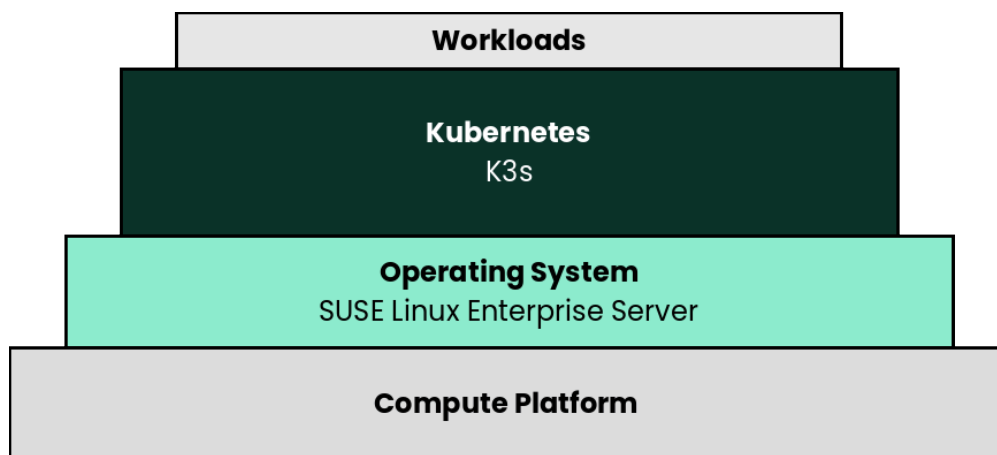 Workloads
Kubernetes
K3s
Operating System
SUSE Linux Enterprise Server
Compute Platform